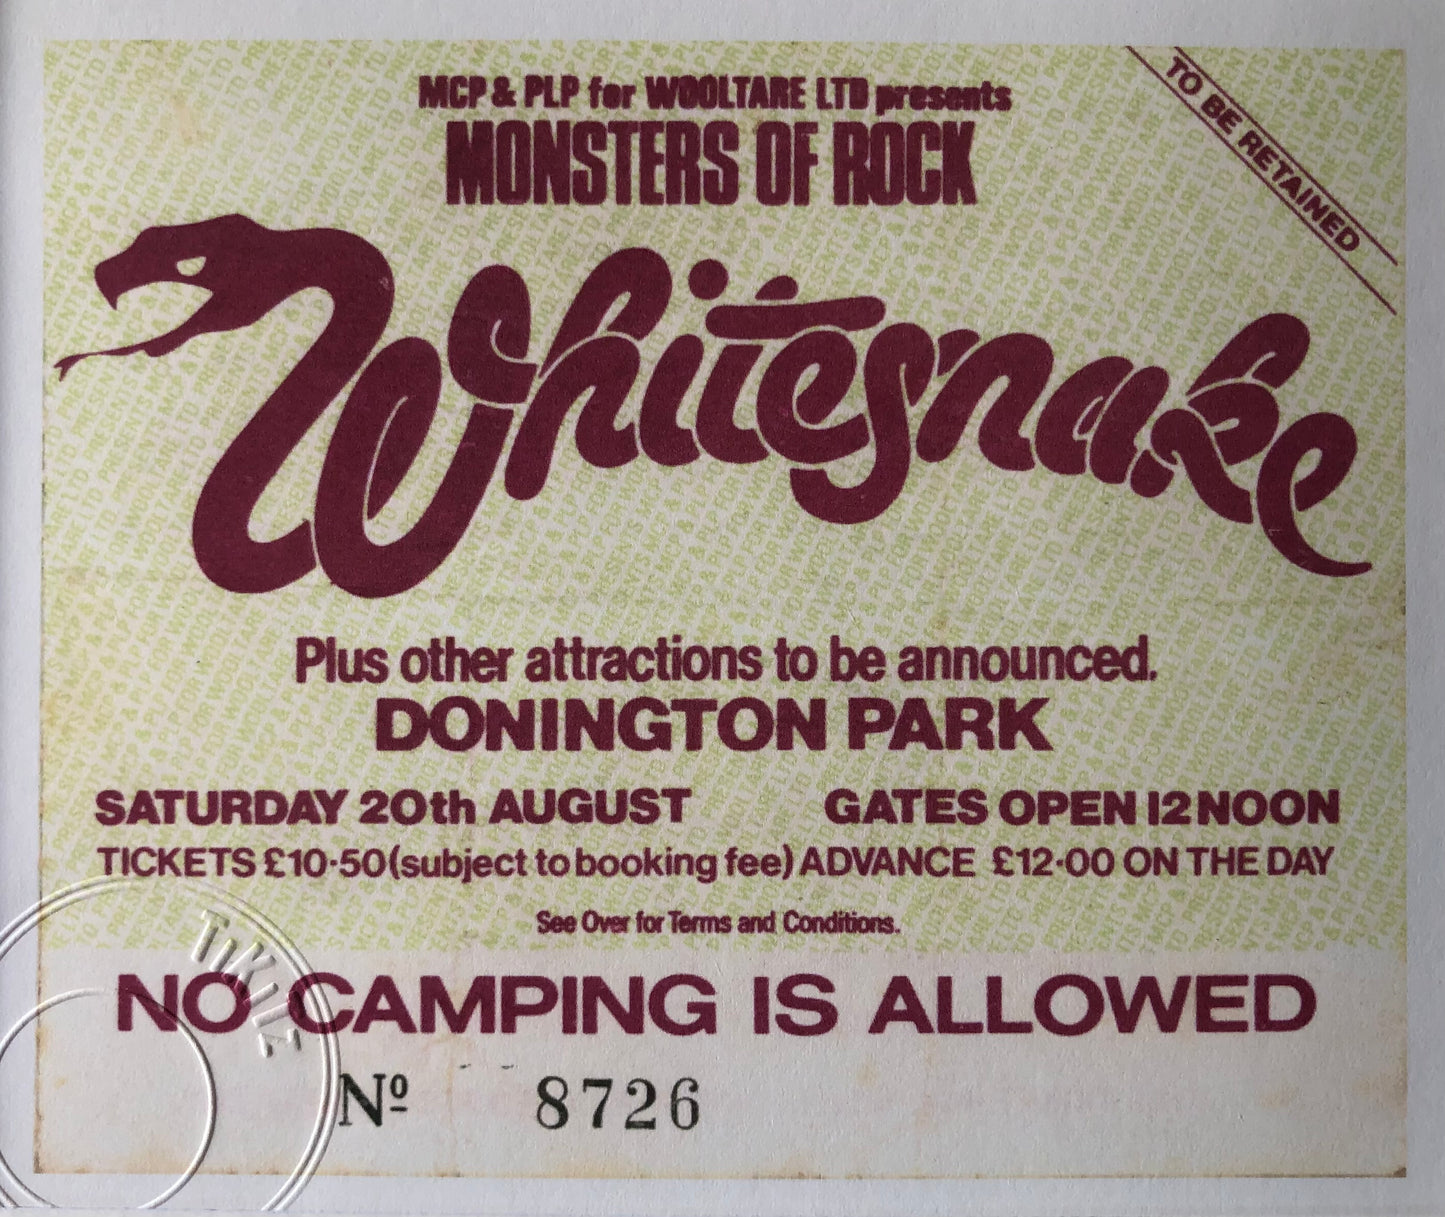 MCP & PLP for WOOLTARE LTD presents
MONSTERS OF ROCK
TO BE RETAINED
Whitesnake
Plus other attractions to be announced.
DONINGTON PARK
SATURDAY 20th AUGUST GATES OPEN 12 NOON
TICKETS £10·50 (subject to booking fee) ADVANCE £12·00 ON THE DAY
See Over for Terms and Conditions.
NO CAMPING IS ALLOWED
Nº 8726
TiKiLZ